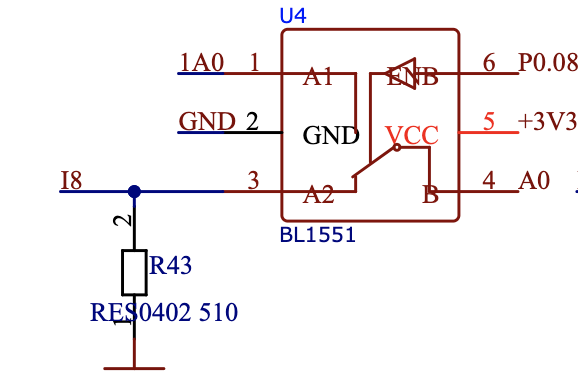 U4
1A0 1 A1 ENB 6 P0.08
GND 2 GND VCC 5 +3V3
I8 3 A2 B 4 A0
BL1551
2
R43
RES0402 510
1